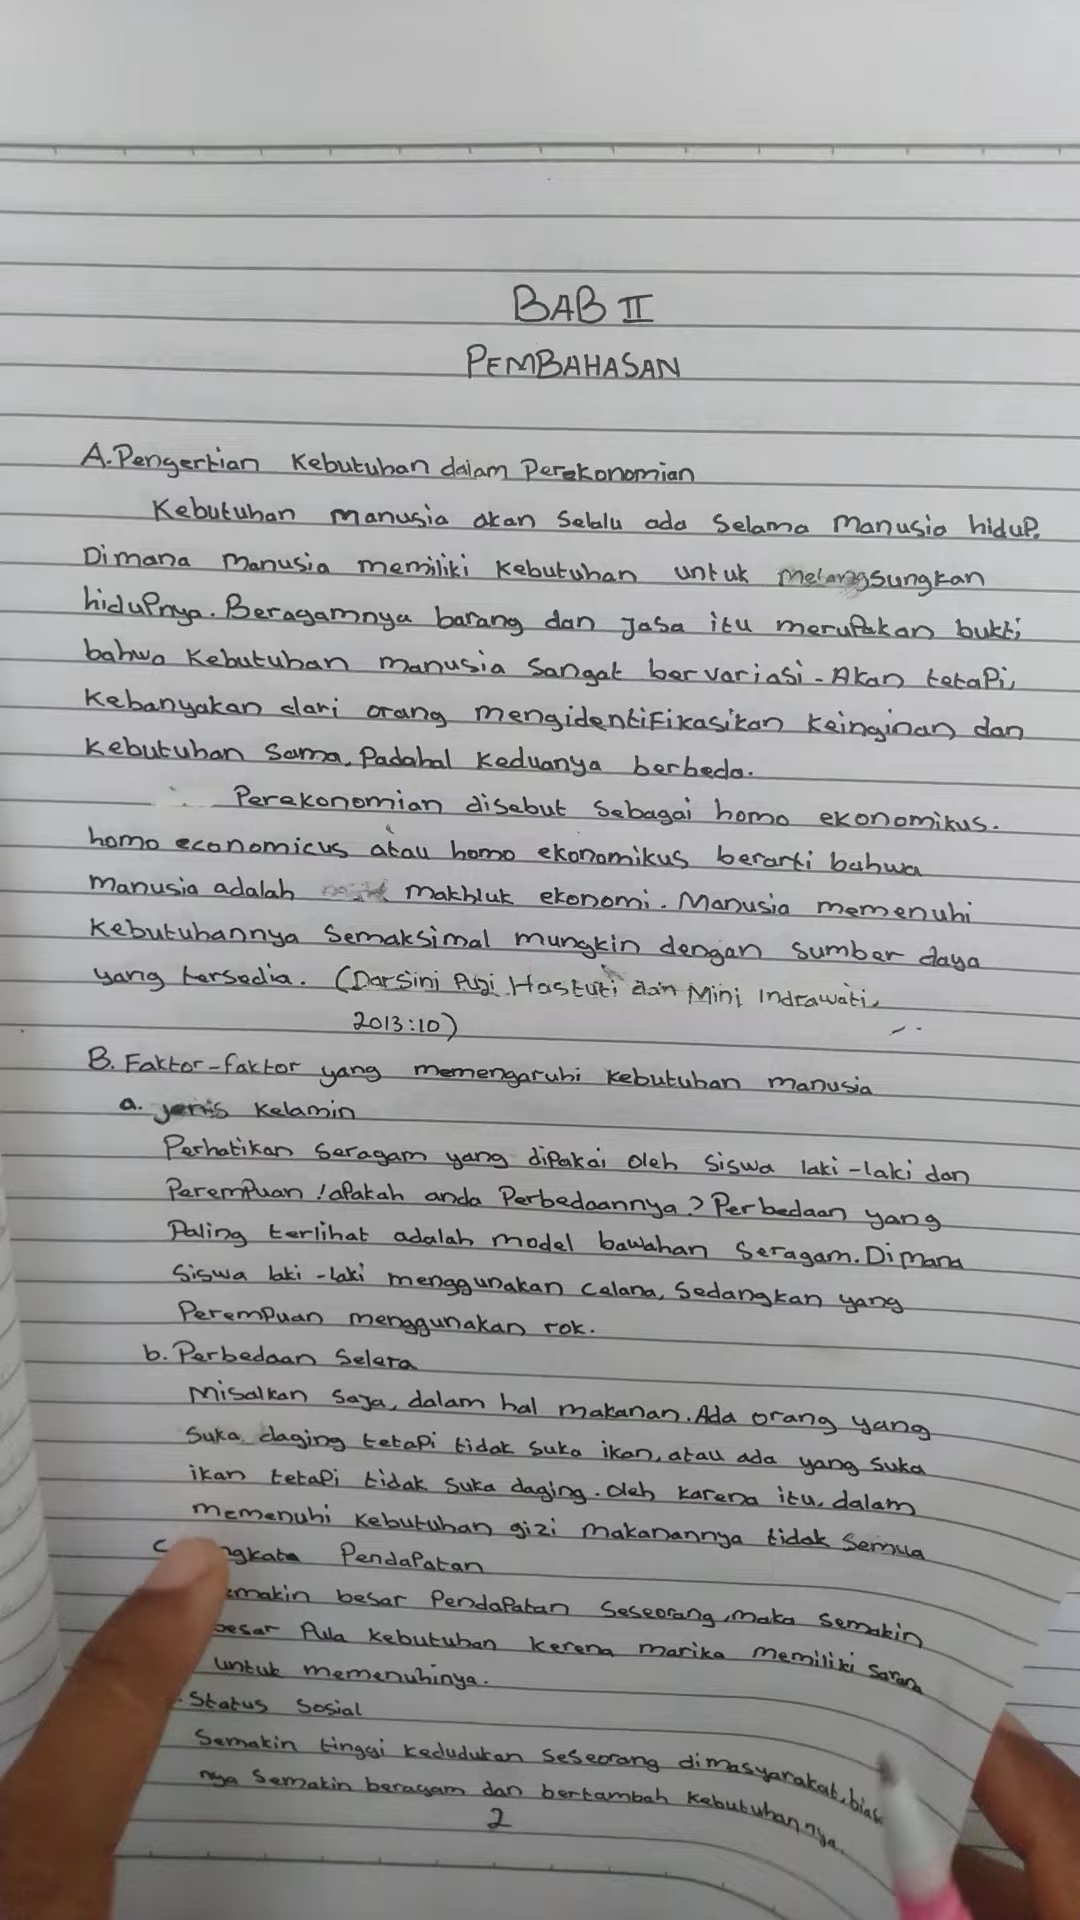 BAB II
PEMBAHASAN
A. Pengertian Kebutuhan dalam Perekonomian
Kebutuhan manusia akan selalu ada selama manusia hidup.
Dimana manusia memiliki kebutuhan untuk melangsungkan
hidupnya. Beragamnya barang dan jasa itu merupakan bukti
bahwa kebutuhan manusia sangat bervariasi. Akan tetapi,
kebanyakan dari orang mengidentifikasikan keinginan dan
kebutuhan sama, Padahal keduanya berbeda.
Perekonomian disebut sebagai homo ekonomikus.
homo economicus atau homo ekonomikus berarti bahwa
manusia adalah makhluk ekonomi. Manusia memenuhi
kebutuhannya semaksimal mungkin dengan sumber daya
yang tersedia. (Darsini Puji Hastuti dan Mini Indrawati,
2013:10)
B. Faktor-faktor yang memengaruhi kebutuhan manusia
a. jenis kelamin
Perhatikan seragam yang dipakai oleh siswa laki-laki dan
Perempuan! apakah anda Perbedaannya? Perbedaan yang
Paling terlihat adalah model bawahan seragam. Dimana
siswa laki-laki menggunakan celana, sedangkan yang
Perempuan menggunakan rok.
b. Perbedaan selera
Misalkan saja, dalam hal makanan. Ada orang yang
suka daging tetapi tidak suka ikan, atau ada yang suka
ikan tetapi tidak suka daging. Oleh karena itu, dalam
memenuhi kebutuhan gizi makanannya tidak semua
c ngkata Pendapatan
emakin besar Pendapatan seseorang, maka semakin
besar Pula kebutuhan kerena marika memiliki sarana
untuk memenuhinya.
. Status sosial
Semakin tinggi kedudukan seseorang dimasyarakat, bias
nya semakin beragam dan bertambah kebutuhannya.
2